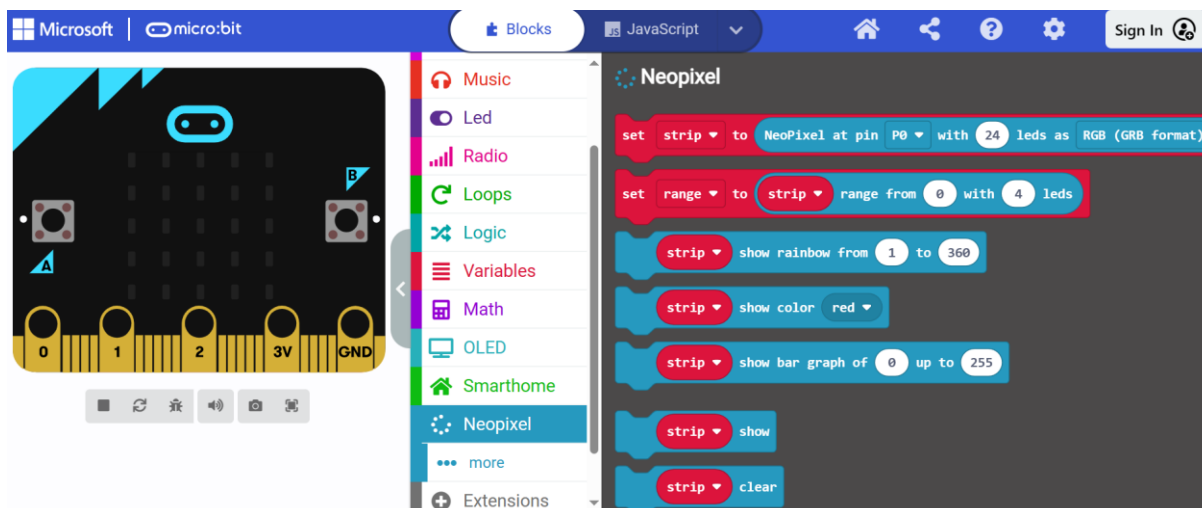 Microsoft micro:bit Blocks JS JavaScript Sign In
B
A
0 1 2 3V GND
Music
Led
Radio
Loops
Logic
Variables
Math
OLED
Smarthome
Neopixel
more
Extensions
Neopixel
set strip to NeoPixel at pin P0 with 24 leds as RGB (GRB format)
set range to strip range from 0 with 4 leds
strip show rainbow from 1 to 360
strip show color red
strip show bar graph of 0 up to 255
strip show
strip clear